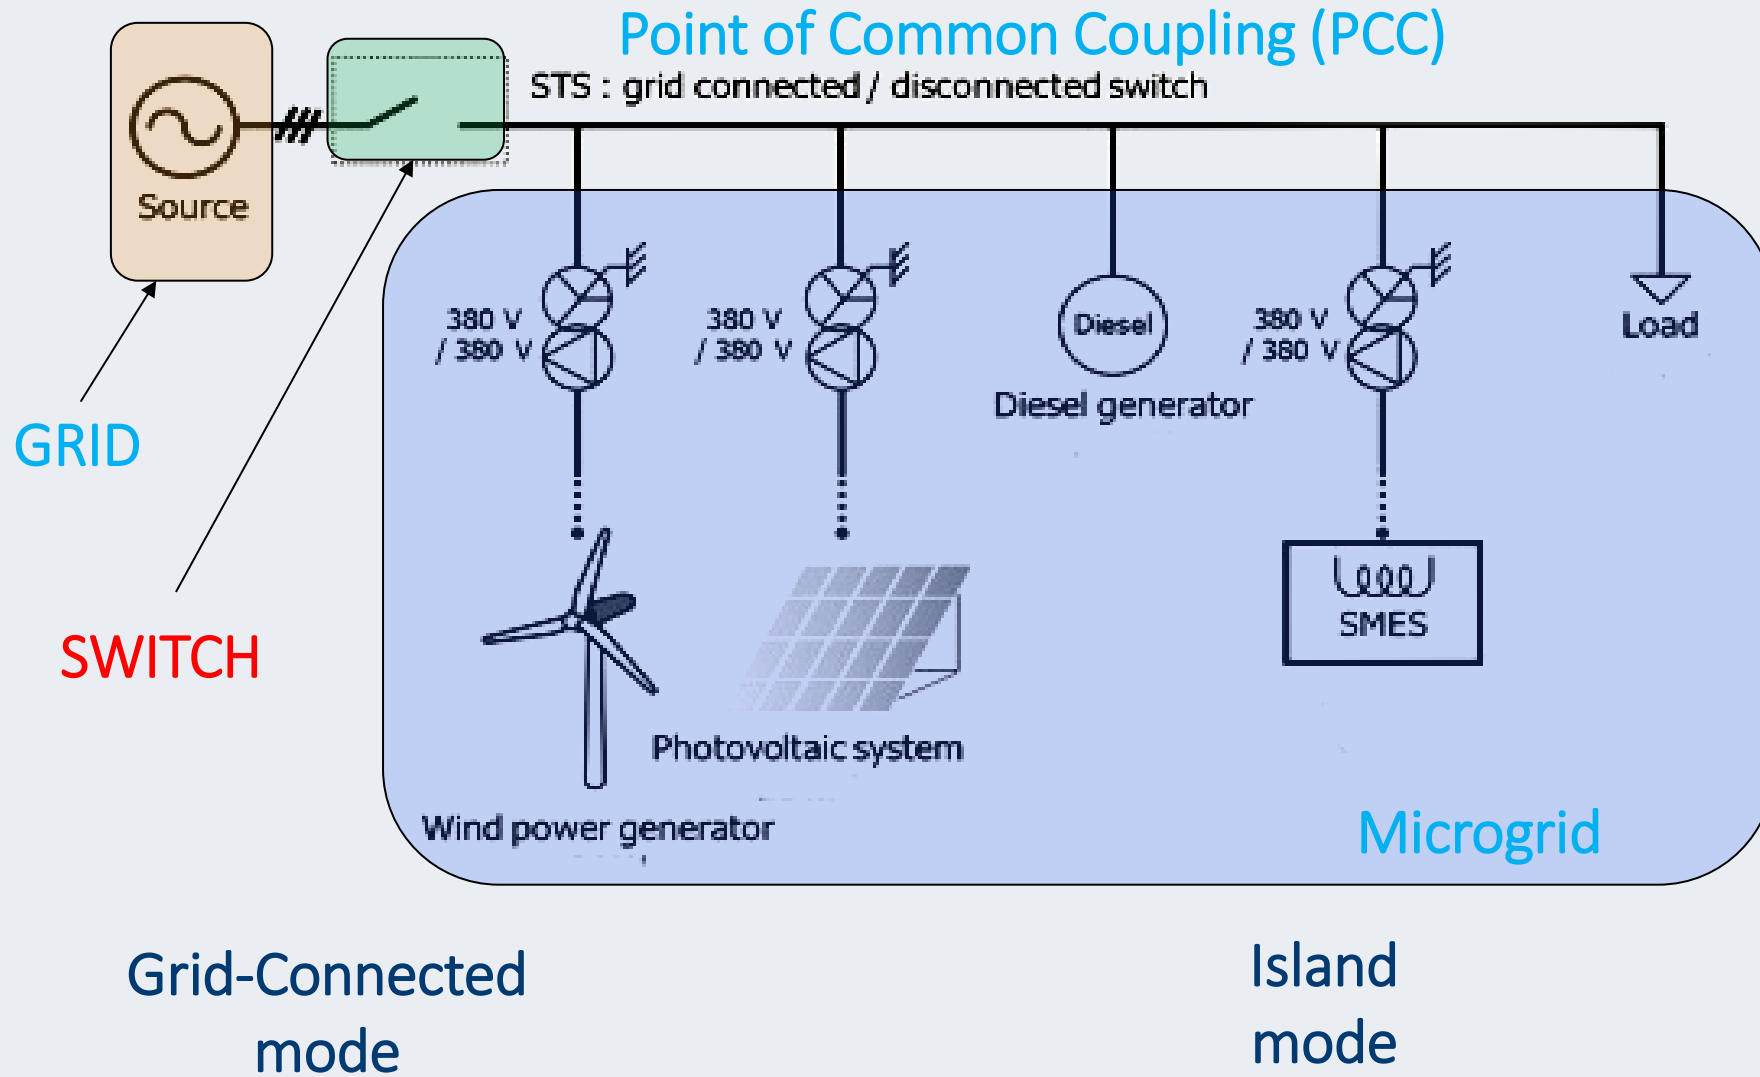 Point of Common Coupling (PCC)
STS : grid connected / disconnected switch
Source
380 V
/ 380 V
380 V
/ 380 V
Diesel
380 V
/ 380 V
Load
Diesel generator
GRID
SMES
SWITCH
Photovoltaic system
Wind power generator
Microgrid
Grid-Connected
mode
Island
mode